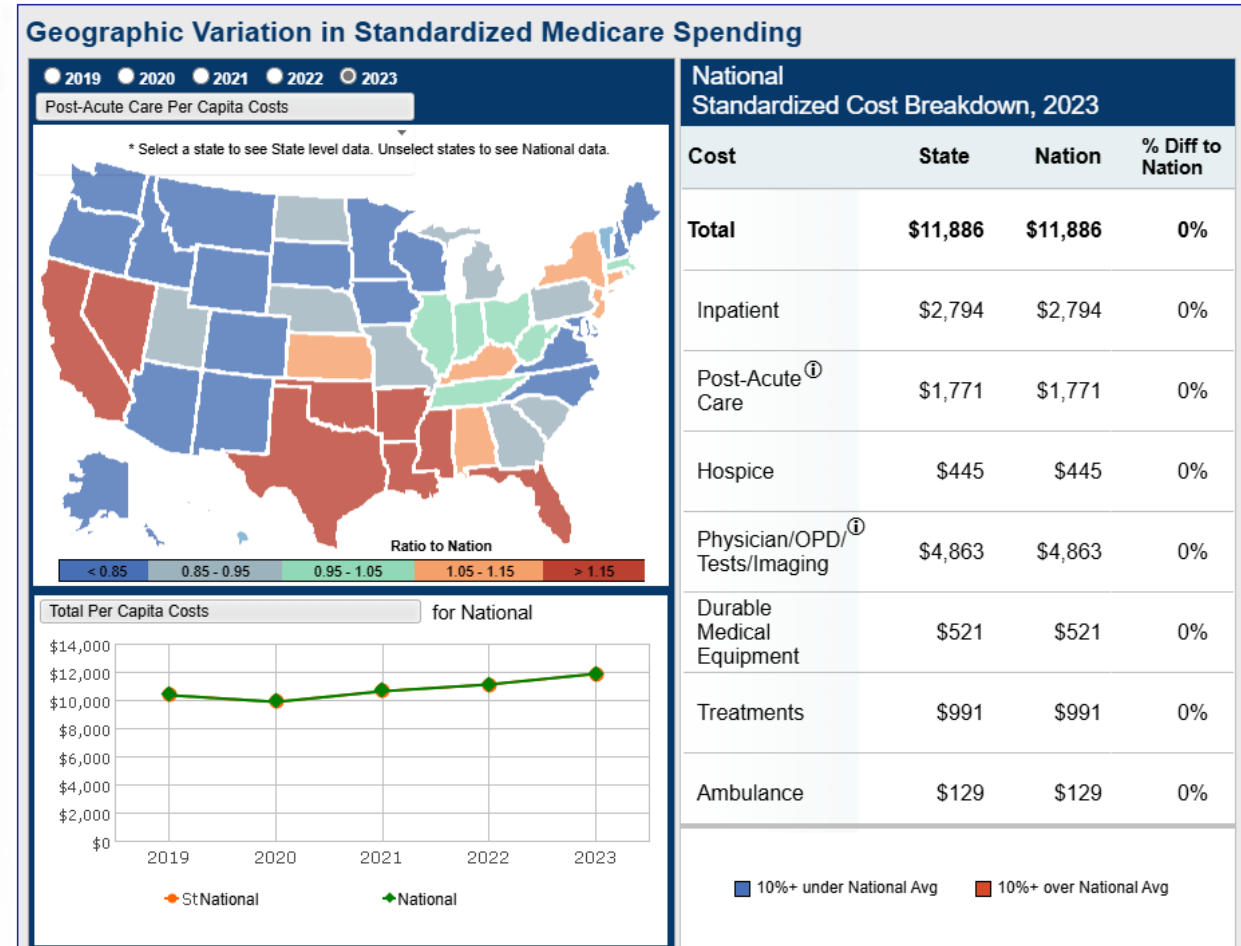 Geographic Variation in Standardized Medicare Spending
2019 2020 2021 2022 2023
Post-Acute Care Per Capita Costs
* Select a state to see State level data. Unselect states to see National data.
Ratio to Nation
< 0.85 0.85 - 0.95 0.95 - 1.05 1.05 - 1.15 > 1.15
Total Per Capita Costs for National
$14,000
$12,000
$10,000
$8,000
$6,000
$4,000
$2,000
$0
2019 2020 2021 2022 2023
StNational National
National
Standardized Cost Breakdown, 2023
Cost State Nation % Diff to
Nation
Total $11,886 $11,886 0%
Inpatient $2,794 $2,794 0%
Post-Acute
Care $1,771 $1,771 0%
Hospice $445 $445 0%
Physician/OPD/
Tests/Imaging $4,863 $4,863 0%
Durable
Medical $521 $521 0%
Equipment
Treatments $991 $991 0%
Ambulance $129 $129 0%
10%+ under National Avg 10%+ over National Avg